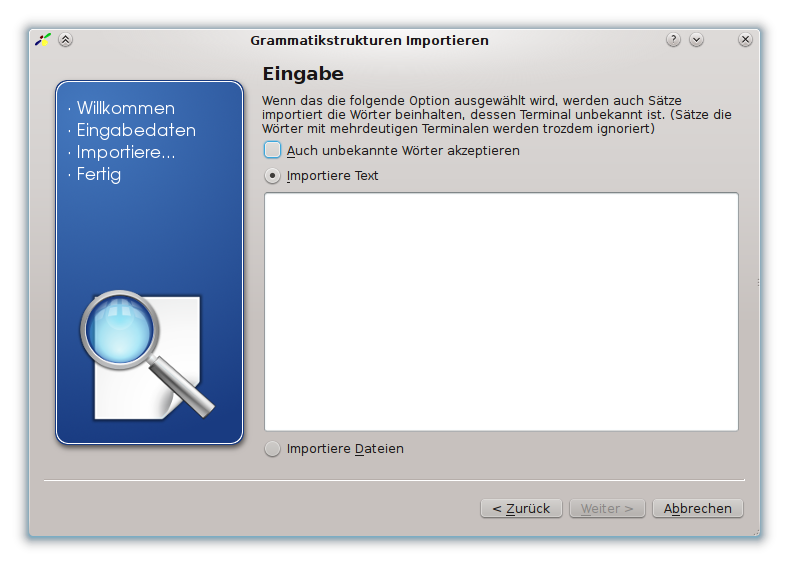 Grammatikstrukturen Importieren
· Willkommen
· Eingabedaten
· Importiere...
· Fertig
Eingabe
Wenn das die folgende Option ausgewählt wird, werden auch Sätze
importiert die Wörter beinhalten, dessen Terminal unbekannt ist. (Sätze die
Wörter mit mehrdeutigen Terminalen werden trozdem ignoriert)
Auch unbekannte Wörter akzeptieren
Importiere Text
Importiere Dateien
< Zurück
Weiter >
Abbrechen